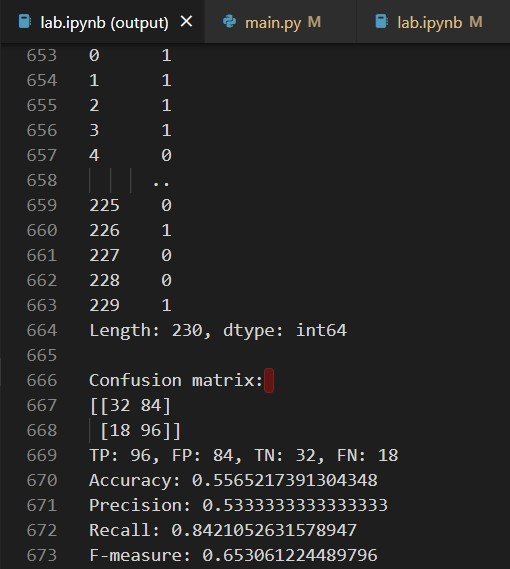 lab.ipynb (output) × main.py M lab.ipynb M
653 0 1
654 1 1
655 2 1
656 3 1
657 4 0
658 ..
659 225 0
660 226 1
661 227 0
662 228 0
663 229 1
664 Length: 230, dtype: int64
665
666 Confusion matrix:
667 [[32 84]
668 [18 96]]
669 TP: 96, FP: 84, TN: 32, FN: 18
670 Accuracy: 0.5565217391304348
671 Precision: 0.5333333333333333
672 Recall: 0.8421052631578947
673 F-measure: 0.653061224489796